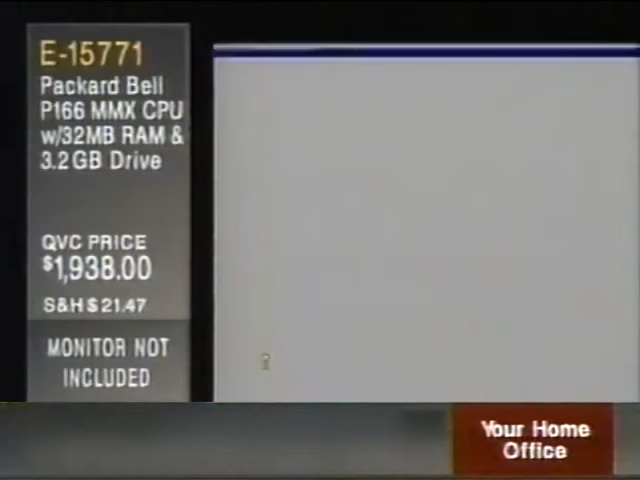 E-15771
Packard Bell
P166 MMX CPU
w/32MB RAM &
3.2GB Drive
QVC PRICE
$1,938.00
S&H $21.47
MONITOR NOT
INCLUDED
Your Home
Office